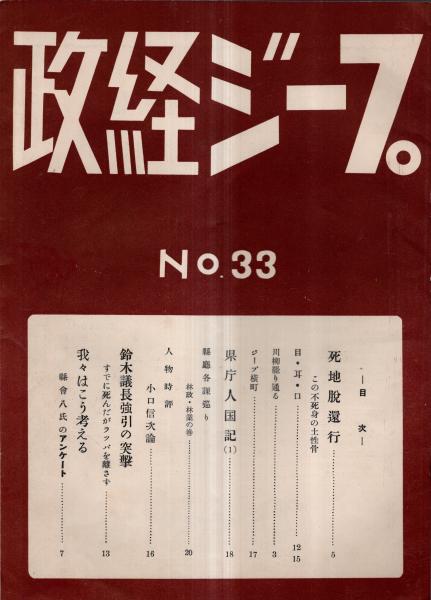 政経ジープ
No. 33
—目次—
死地脱還行……5
この不死身の土性骨
目・耳・口……12 15
川柳罷り通る……3
ジープ横町……17
県庁人国記(1)……18
縣廳各課巡り
林政・林業の巻……20
人物時評
小口信次論……16
鈴木議長強引の突撃
すでに死んだがラッパを離さず……13
我々はこう考える
縣會八氏のアンケート……7